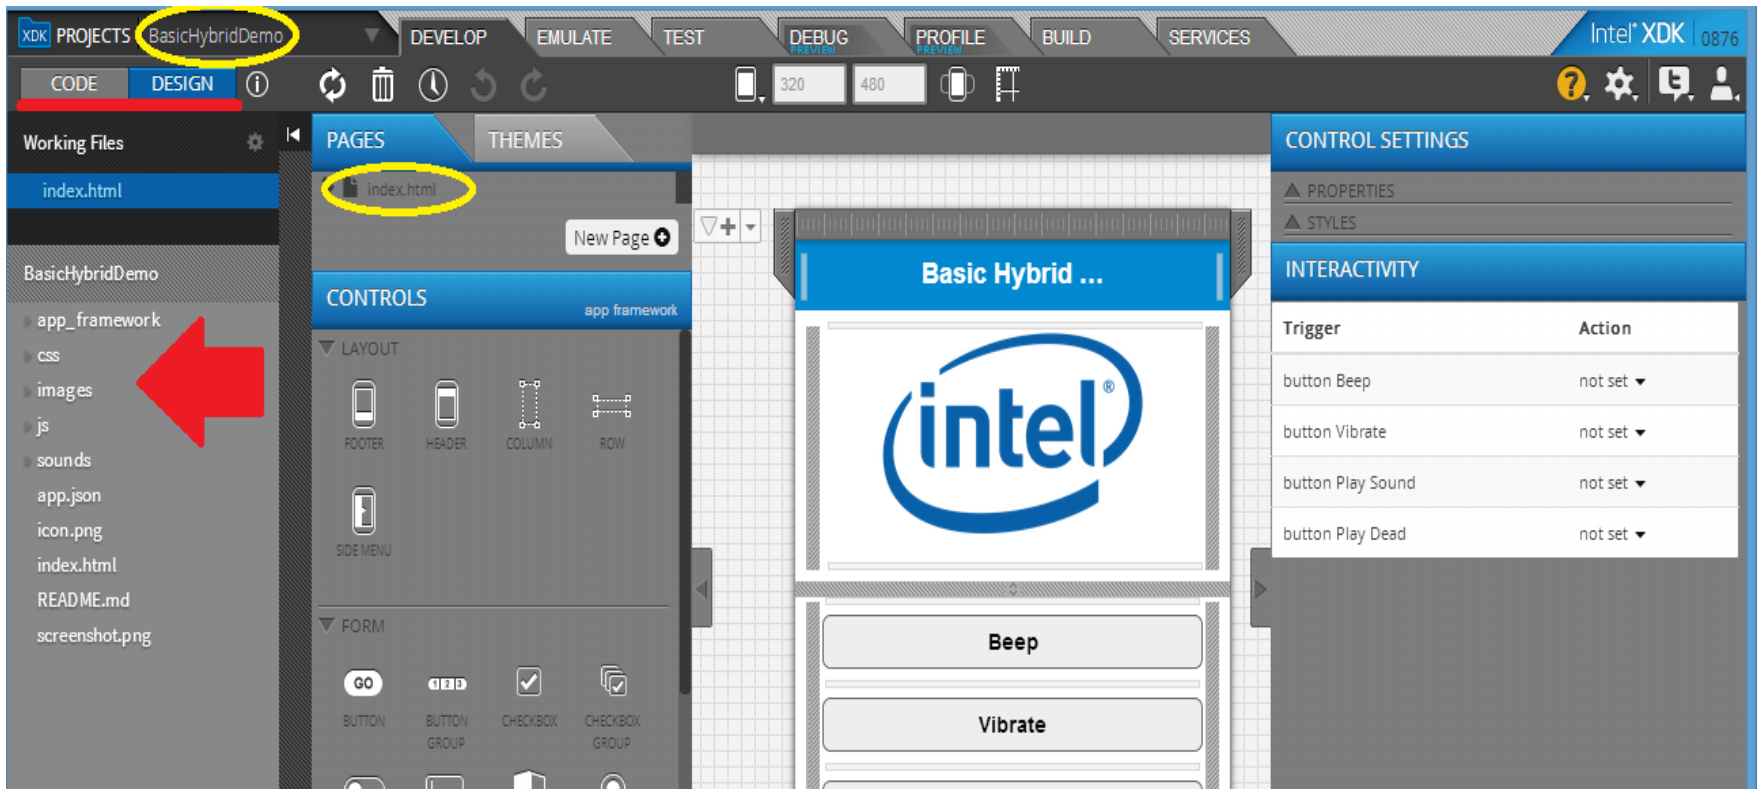 XDK PROJECTS BasicHybridDemo DEVELOP EMULATE TEST DEBUG PROFILE BUILD SERVICES Intel® XDK 0876
PREVIEW PREVIEW
CODE DESIGN 320 480 ?
Working Files
index.html
BasicHybridDemo
app_framework
css
images
js
sounds
app.json
icon.png
index.html
README.md
screenshot.png
PAGES THEMES
index.html
New Page
CONTROLS
app framework
LAYOUT
FOOTER HEADER COLUMN ROW
SIDE MENU
FORM
GO 1 2 3
BUTTON BUTTON GROUP CHECKBOX CHECKBOX GROUP
Basic Hybrid ...
intel®
Beep
Vibrate
CONTROL SETTINGS
PROPERTIES
STYLES
INTERACTIVITY
Trigger Action
button Beep not set
button Vibrate not set
button Play Sound not set
button Play Dead not set